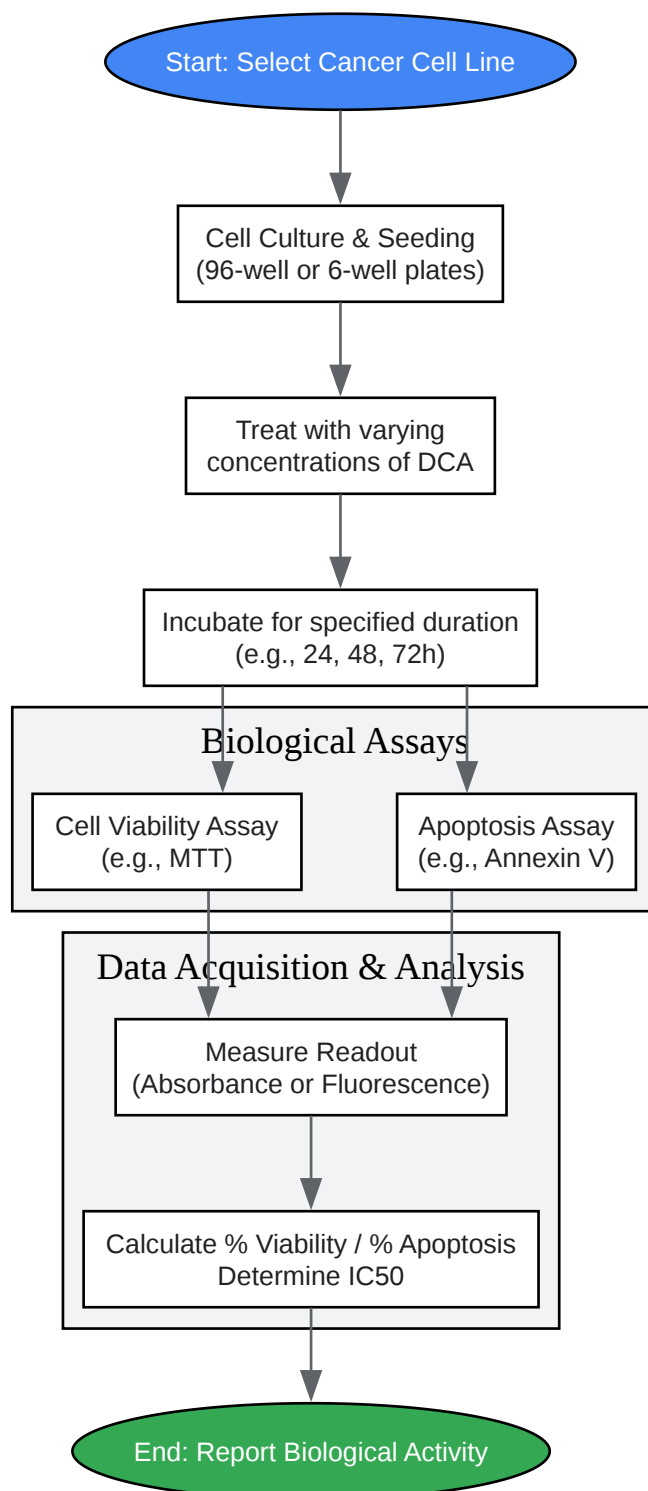 Start: Select Cancer Cell Line
Cell Culture & Seeding
(96-well or 6-well plates)
Treat with varying
concentrations of DCA
Incubate for specified duration
(e.g., 24, 48, 72h)
Biological Assays
Cell Viability Assay
(e.g., MTT)
Apoptosis Assay
(e.g., Annexin V)
Data Acquisition & Analysis
Measure Readout
(Absorbance or Fluorescence)
Calculate % Viability / % Apoptosis
Determine IC50
End: Report Biological Activity